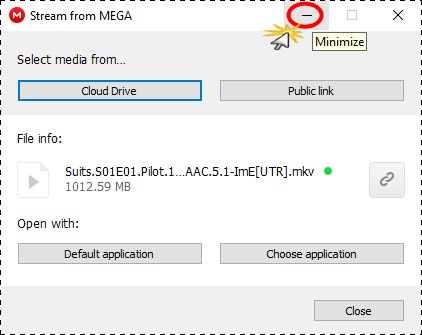 M Stream from MEGA
Minimize
Select media from...
Cloud Drive
Public link
File info:
Suits.S01E01.Pilot.1...AAC.5.1-ImE[UTR].mkv
1012.59 MB
Open with:
Default application
Choose application
Close